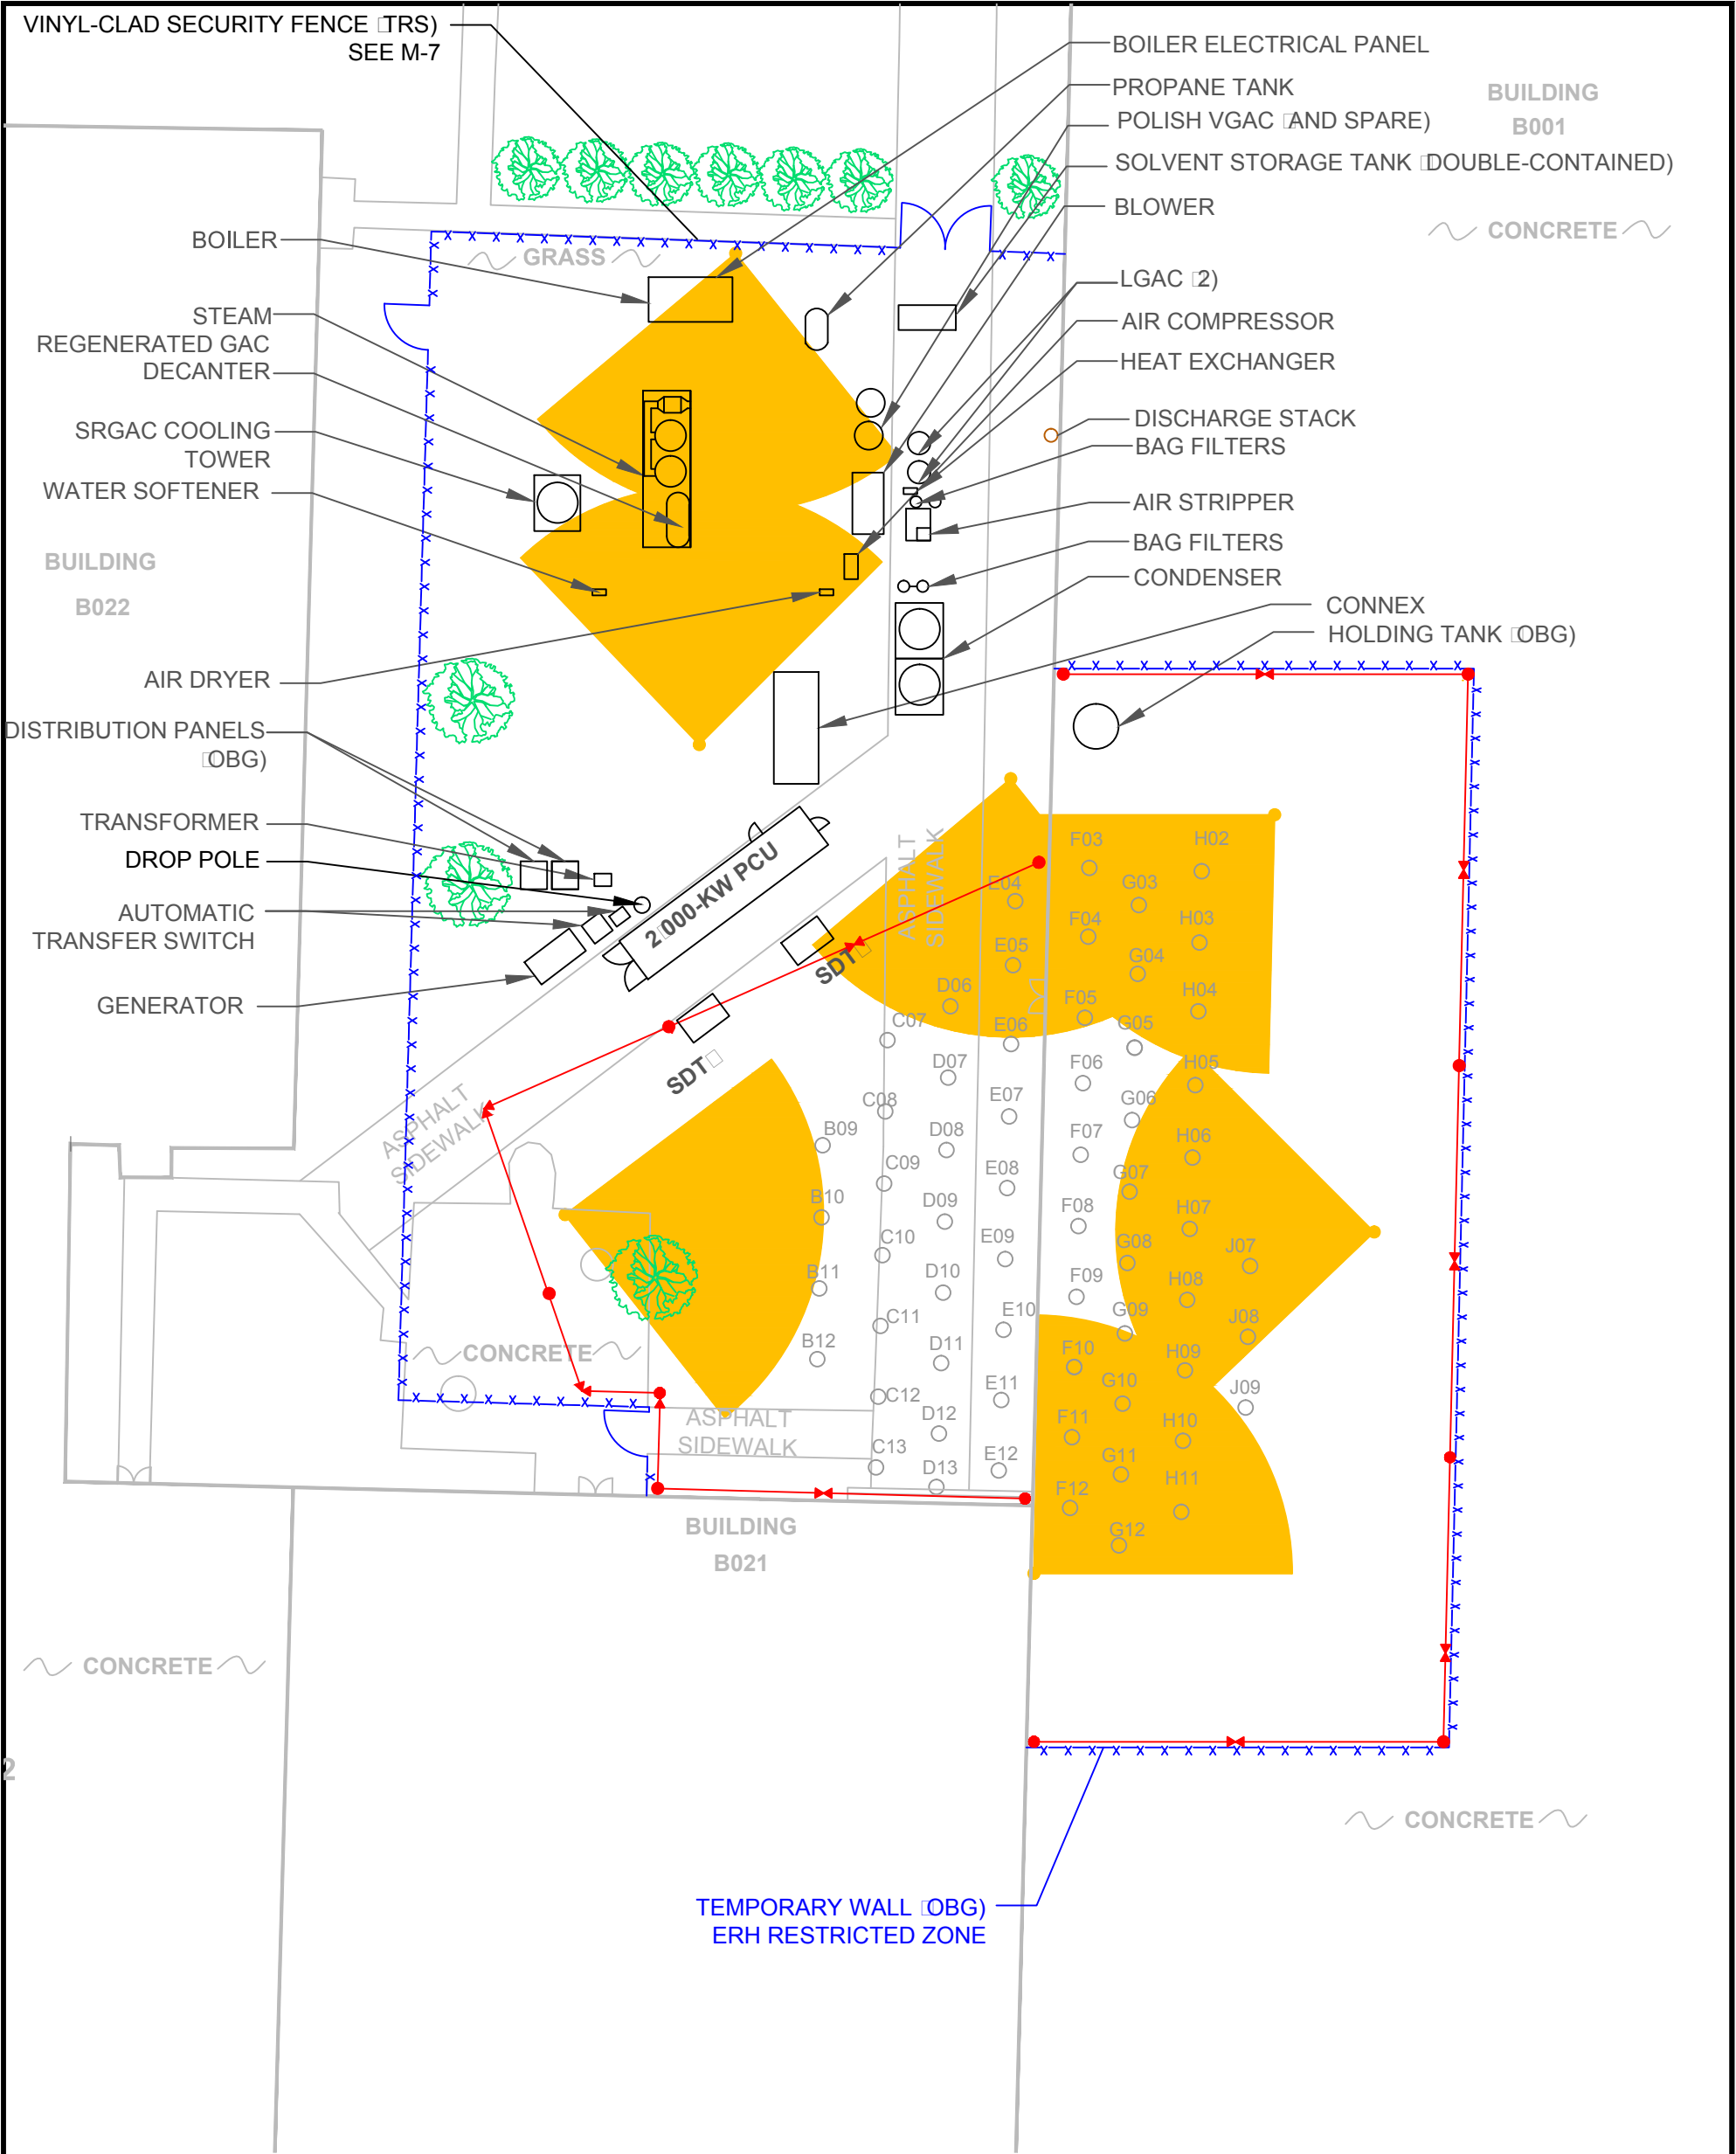 VINYL-CLAD SECURITY FENCE □TRS)
SEE M-7
BOILER ELECTRICAL PANEL
PROPANE TANK
POLISH VGAC □AND SPARE)
SOLVENT STORAGE TANK □DOUBLE-CONTAINED)
BLOWER
BUILDING
B001
CONCRETE
BOILER
GRASS
LGAC □2)
AIR COMPRESSOR
HEAT EXCHANGER
STEAM
REGENERATED GAC
DECANTER
SRGAC COOLING
TOWER
WATER SOFTENER
DISCHARGE STACK
BAG FILTERS
AIR STRIPPER
BAG FILTERS
CONDENSER
CONNEX
HOLDING TANK □OBG)
BUILDING
B022
AIR DRYER
DISTRIBUTION PANELS
□OBG)
TRANSFORMER
DROP POLE
AUTOMATIC
TRANSFER SWITCH
GENERATOR
2□000-KW PCU
SDT□
SDT□
ASPHALT
SIDEWALK
ASPHALT
SIDEWALK
F03
H02
E04
G03
F04
H03
E05
G04
D06
F05
H04
C07
E06
G05
D07
F06
H05
C08
E07
G06
B09
D08
F07
H06
C09
E08
G07
B10
D09
F08
H07
C10
E09
G08
J07
B11
D10
F09
H08
C11
E10
G09
J08
B12
D11
F10
H09
C12
E11
G10
J09
D12
F11
H10
C13
E12
G11
D13
F12
H11
G12
CONCRETE
ASPHALT
SIDEWALK
BUILDING
B021
CONCRETE
2
CONCRETE
TEMPORARY WALL □OBG)
ERH RESTRICTED ZONE